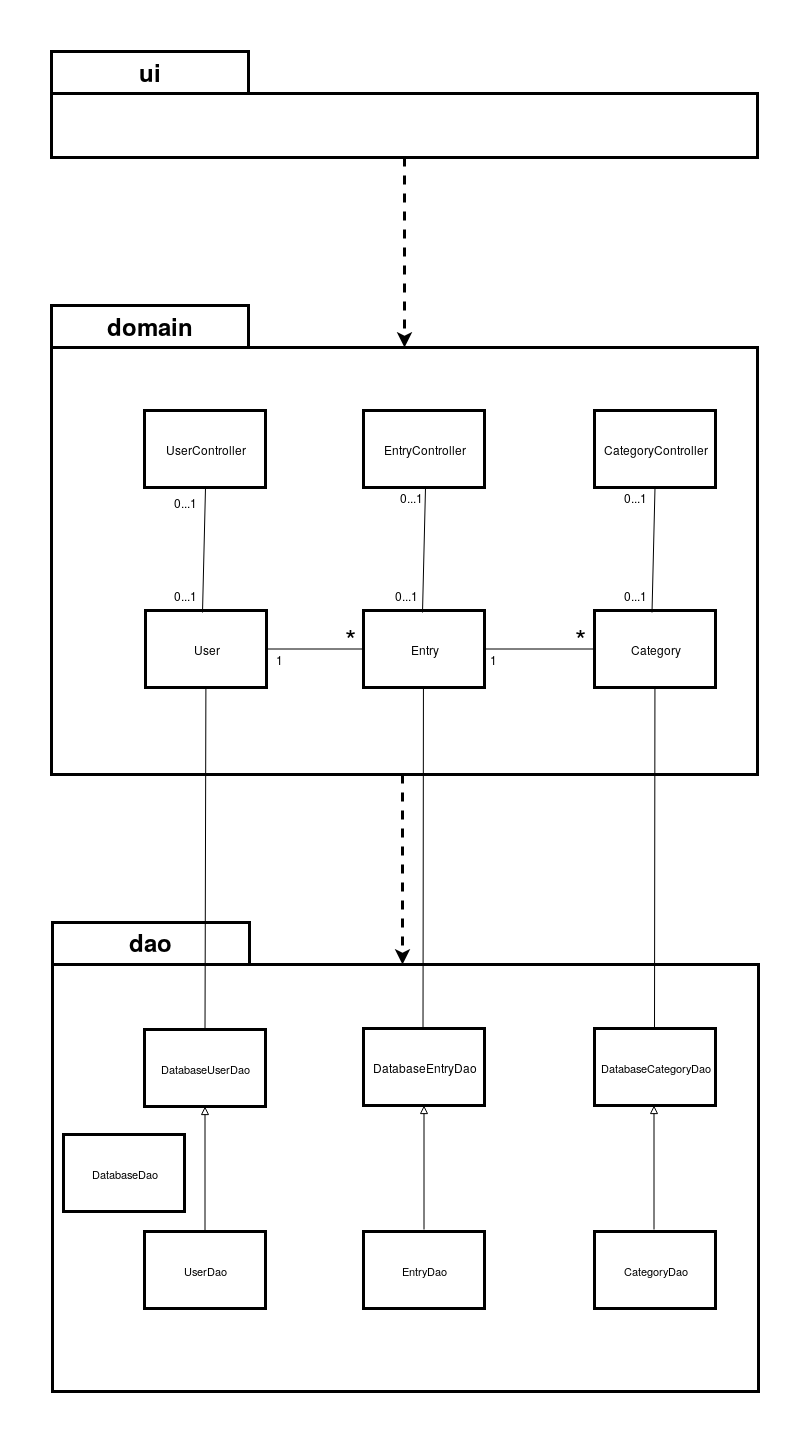 ui
domain
UserController
EntryController
CategoryController
0...1
0...1
0...1
0...1
0...1
0...1
User
1
*
Entry
1
*
Category
dao
DatabaseUserDao
DatabaseEntryDao
DatabaseCategoryDao
DatabaseDao
UserDao
EntryDao
CategoryDao